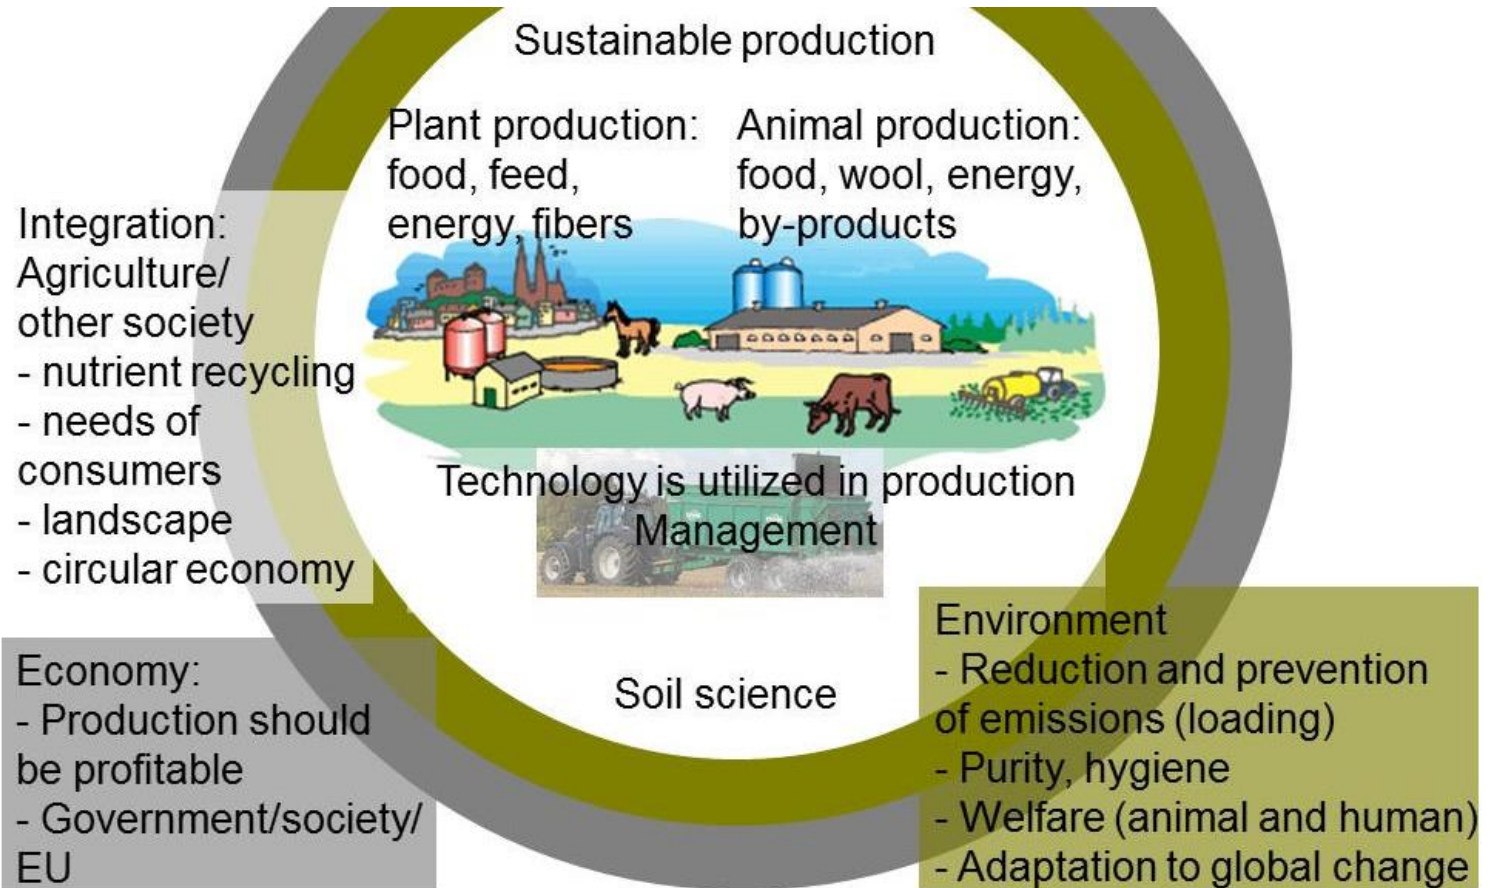 Sustainable production
Plant production:
food, feed,
energy, fibers
Animal production:
food, wool, energy,
by-products
Integration:
Agriculture/
other society
- nutrient recycling
- needs of
consumers
- landscape
- circular economy
Technology is utilized in production
Management
Soil science
Economy:
- Production should
be profitable
- Government/society/
EU
Environment
- Reduction and prevention
of emissions (loading)
- Purity, hygiene
- Welfare (animal and human)
- Adaptation to global change